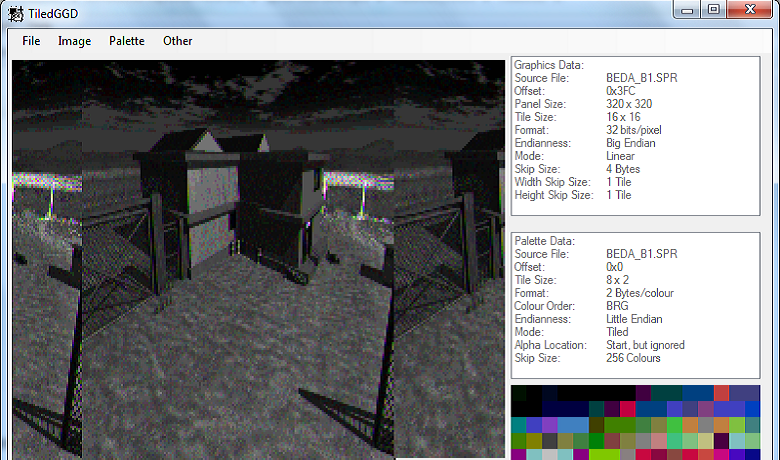 TiledGGD
File Image Palette Other
Graphics Data:
Source File: BEDA_B1.SPR
Offset: 0x3FC
Panel Size: 320 x 320
Tile Size: 16 x 16
Format: 32 bits/pixel
Endianness: Big Endian
Mode: Linear
Skip Size: 4 Bytes
Width Skip Size: 1 Tile
Height Skip Size: 1 Tile
Palette Data:
Source File: BEDA_B1.SPR
Offset: 0x0
Tile Size: 8 x 2
Format: 2 Bytes/colour
Colour Order: BRG
Endianness: Little Endian
Mode: Tiled
Alpha Location: Start, but ignored
Skip Size: 256 Colours